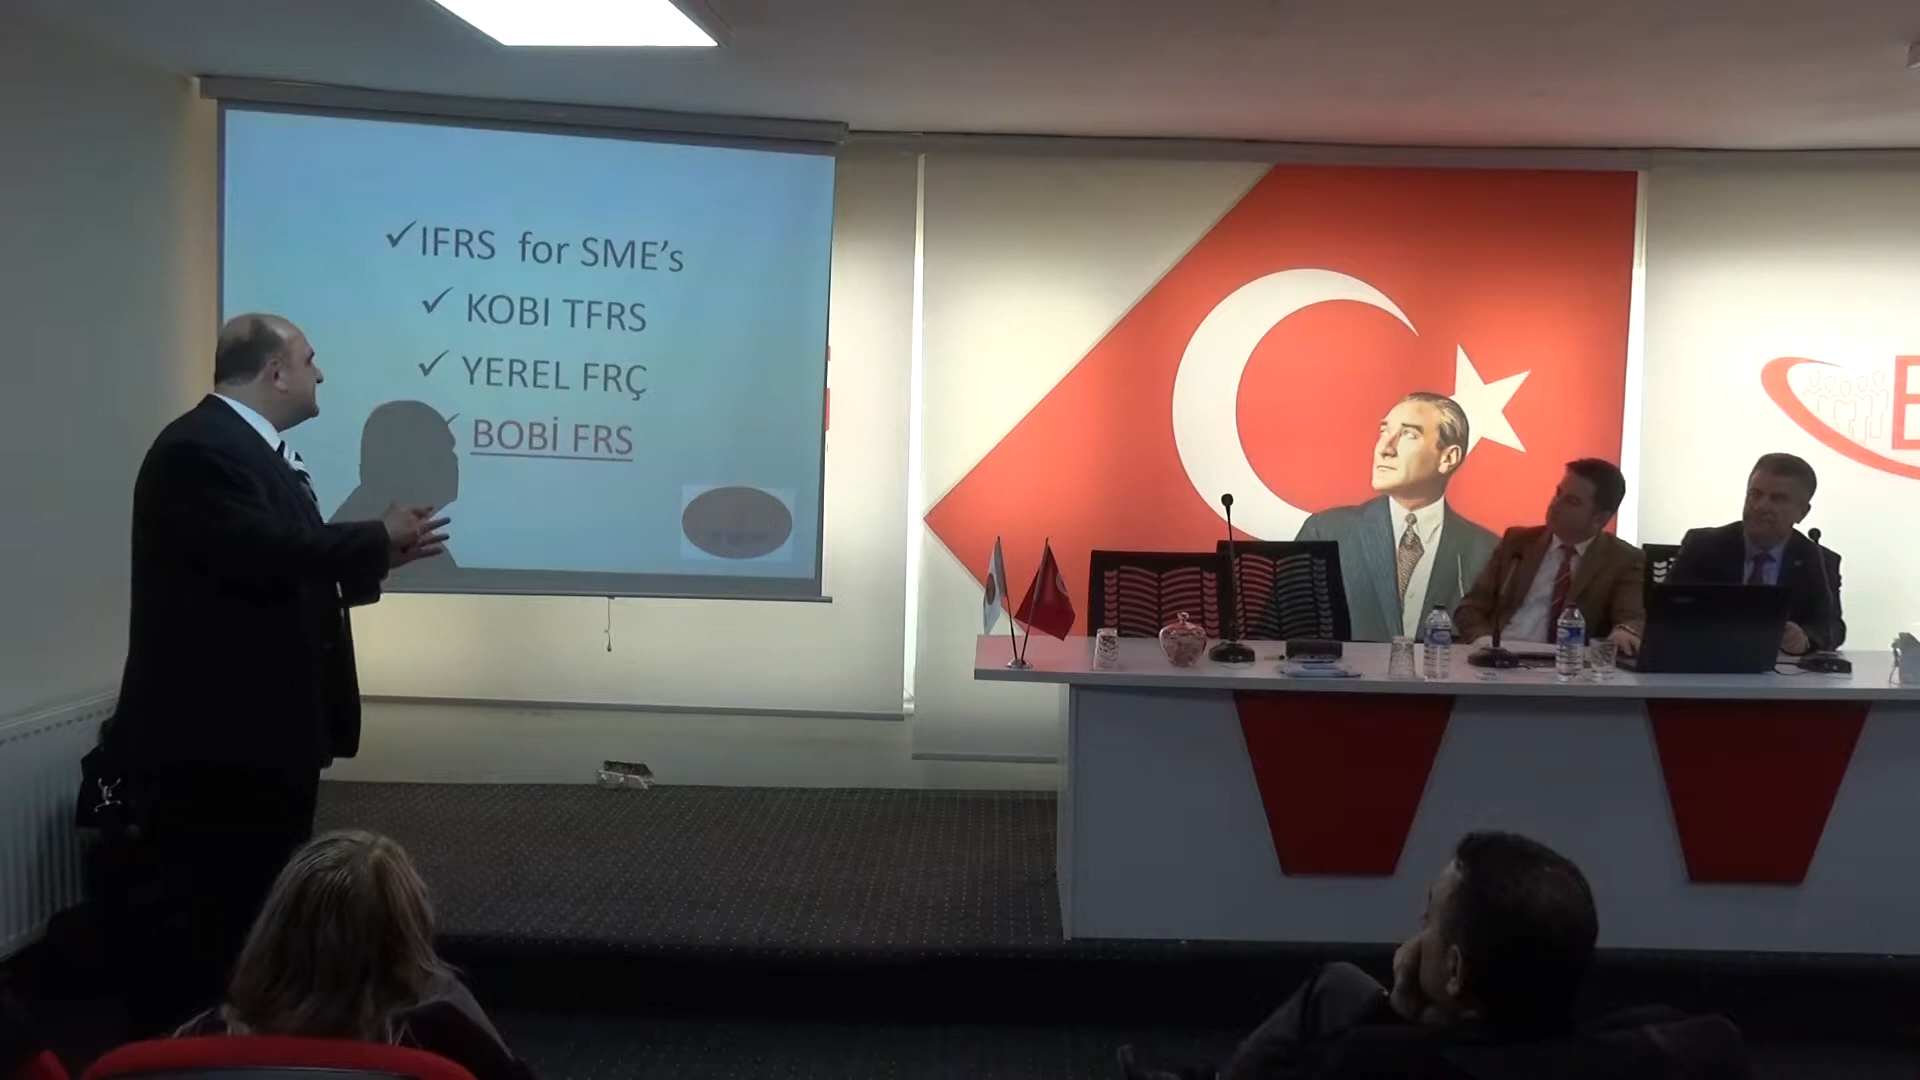 ✓IFRS for SME’s
✓ KOBI TFRS
✓ YEREL FRÇ
✓ BOBİ FRS